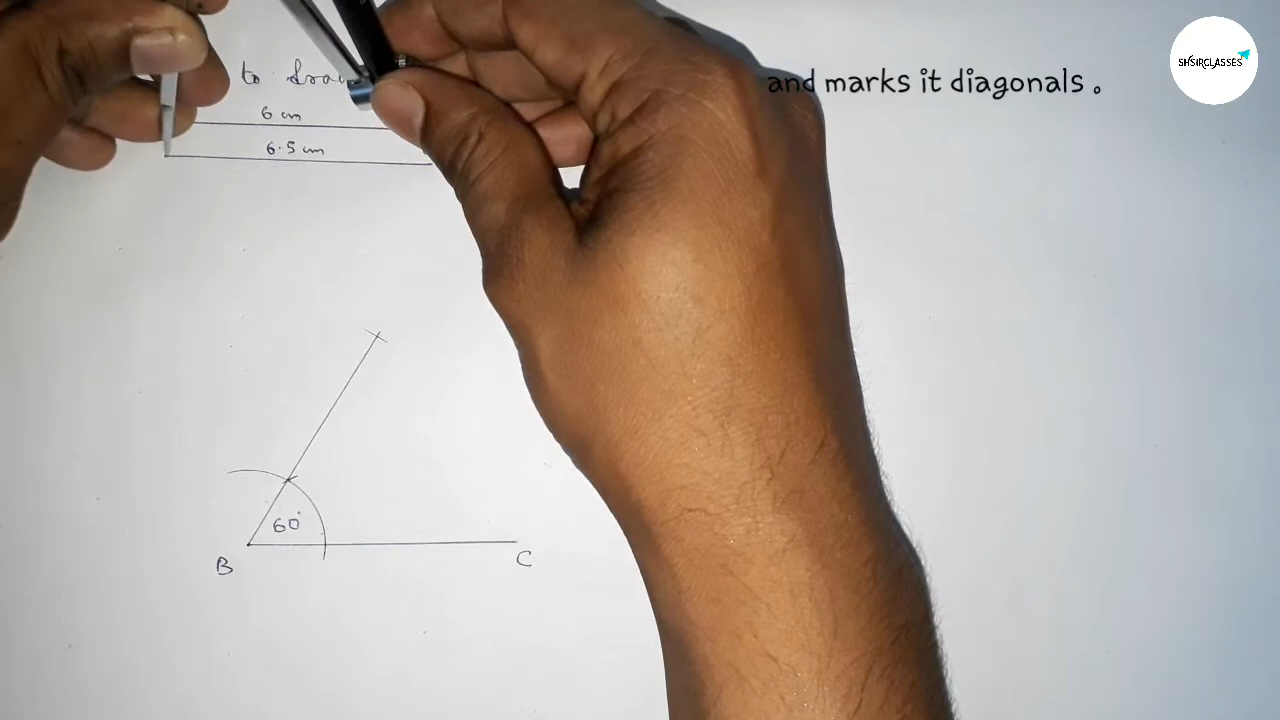 to
and marks it diagonals .
SHSIRCLASSES
6 cm
6.5 cm
60°
B
C